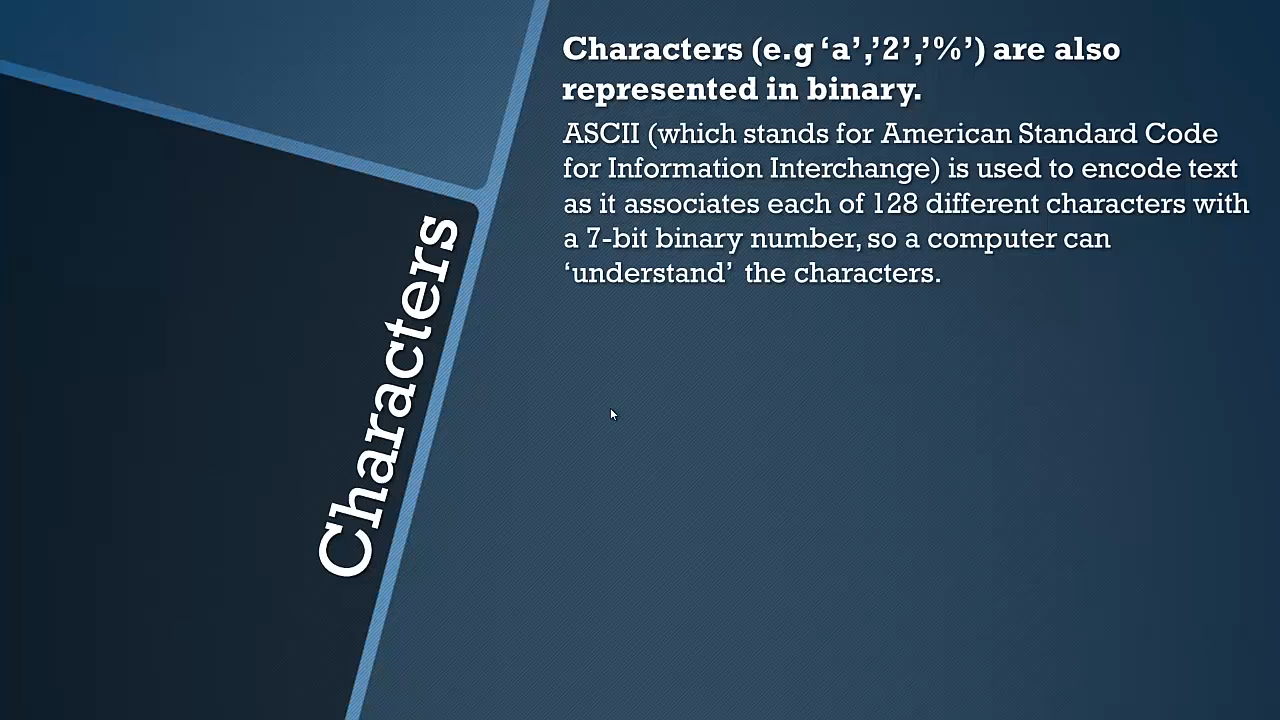 Characters
Characters (e.g ‘a’,’2’,’%’) are also
represented in binary.
ASCII (which stands for American Standard Code
for Information Interchange) is used to encode text
as it associates each of 128 different characters with
a 7-bit binary number, so a computer can
‘understand’ the characters.